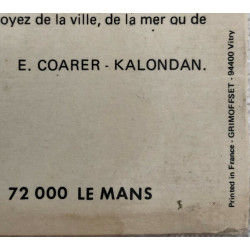 oyez de la ville, de la mer ou de
E. COARER - KALONDAN.
72 000 LE MANS
Printed in France - GRIMOFFSET - 94400 Vitry